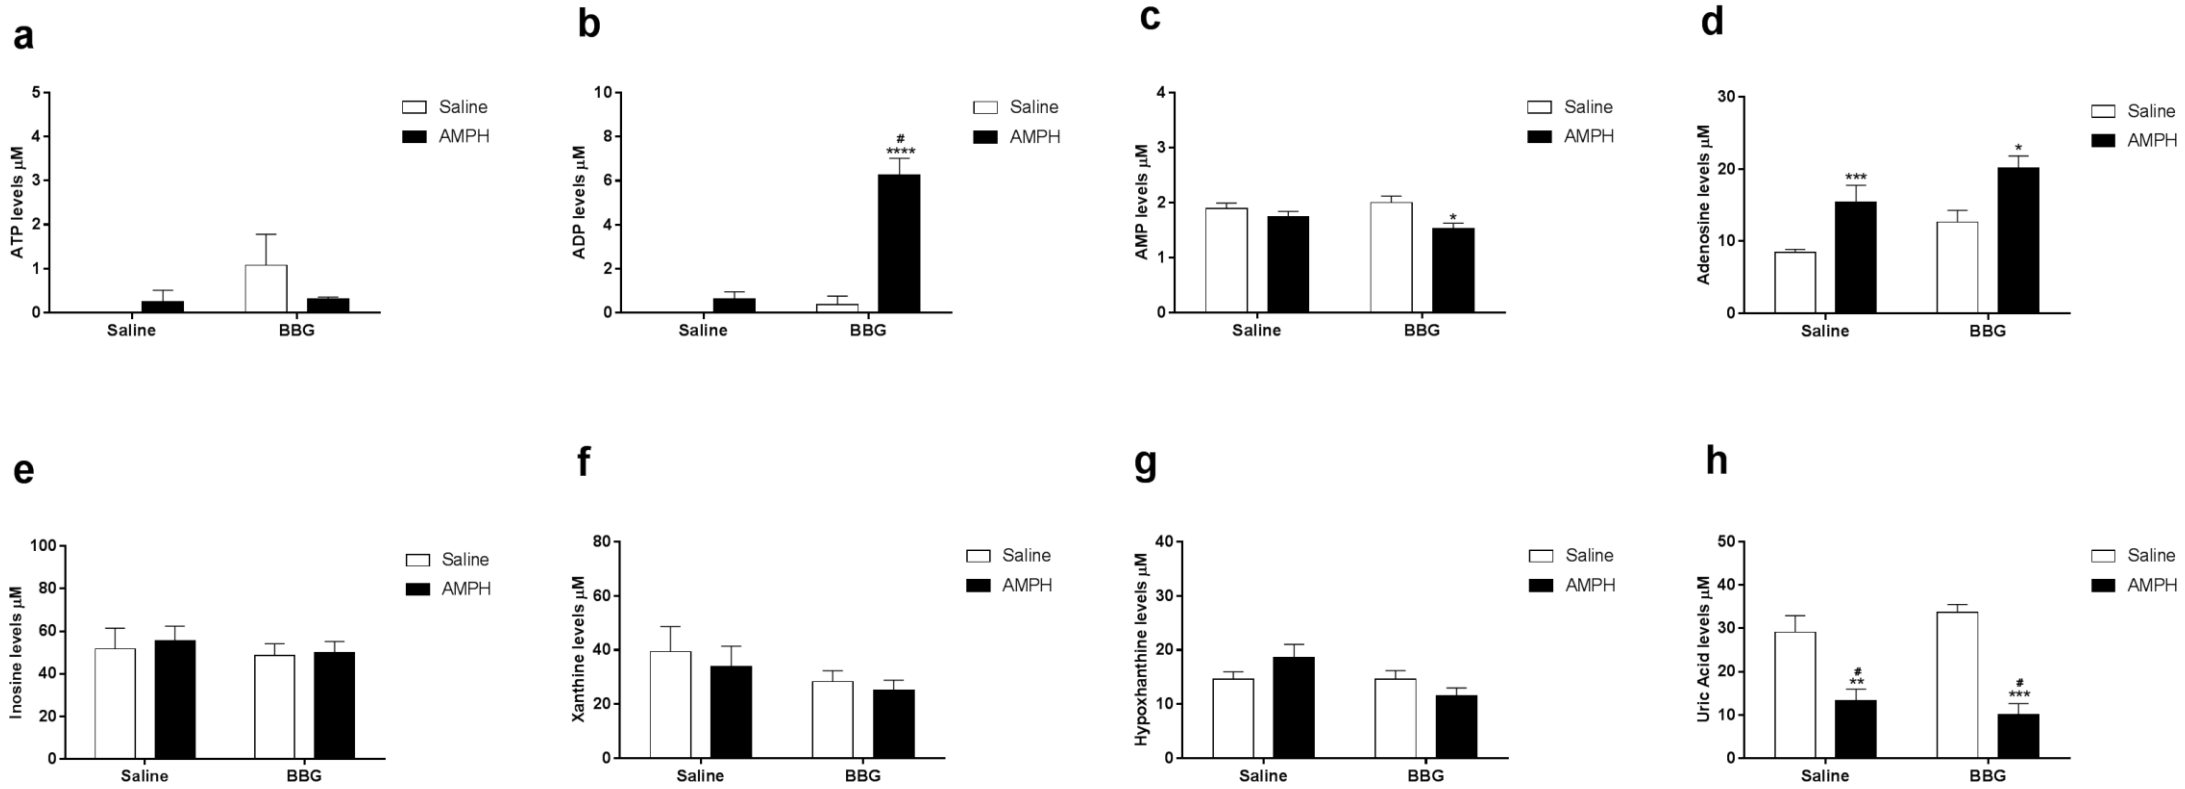 a
ATP levels µM
5
4
3
2
1
0
Saline
BBG
Saline
AMPH
b
ADP levels µM
10
8
6
4
2
0
#
****
Saline
BBG
Saline
AMPH
c
AMP levels µM
4
3
2
1
0
*
Saline
BBG
Saline
AMPH
d
Adenosine levels µM
30
20
10
0
***
*
Saline
BBG
Saline
AMPH
e
Inosine levels µM
100
80
60
40
20
0
Saline
BBG
Saline
AMPH
f
Xanthine levels µM
80
60
40
20
0
Saline
BBG
Saline
AMPH
g
Hypoxhanthine levels µM
40
30
20
10
0
Saline
BBG
Saline
AMPH
h
Uric Acid levels µM
50
40
30
20
10
0
#
**
#
***
Saline
BBG
Saline
AMPH